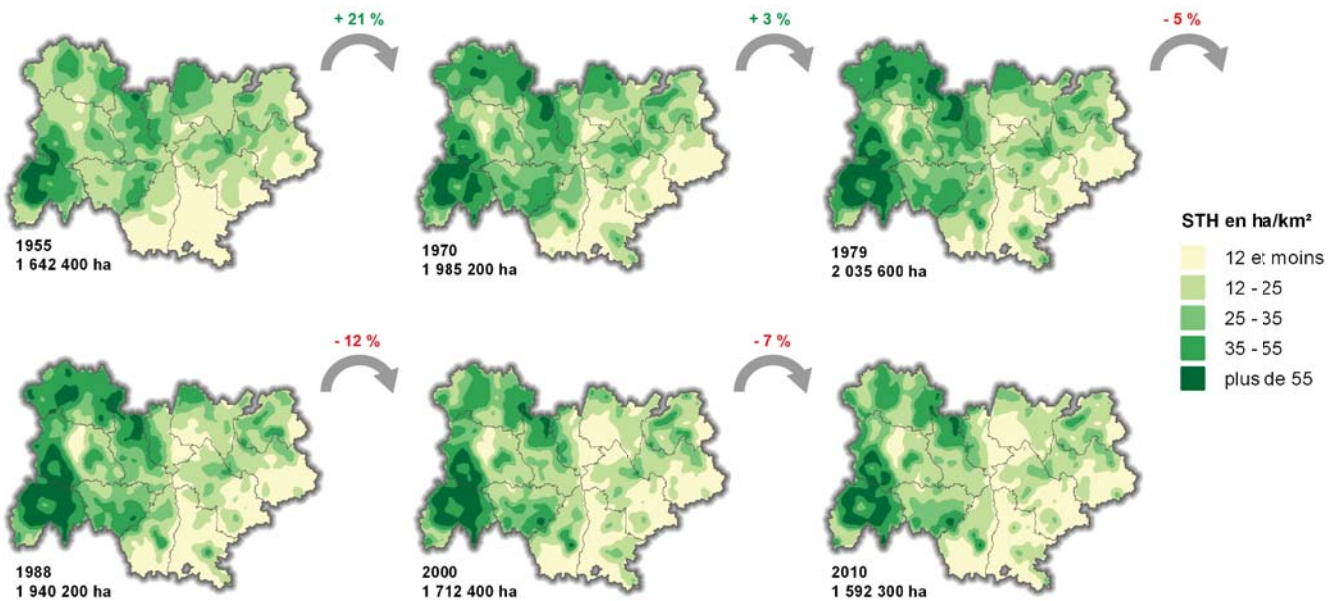 + 21 %
+ 3 %
- 5 %
1955
1 642 400 ha
1970
1 985 200 ha
1979
2 035 600 ha
STH en ha/km²
12 et moins
12 - 25
25 - 35
35 - 55
plus de 55
- 12 %
- 7 %
1988
1 940 200 ha
2000
1 712 400 ha
2010
1 592 300 ha